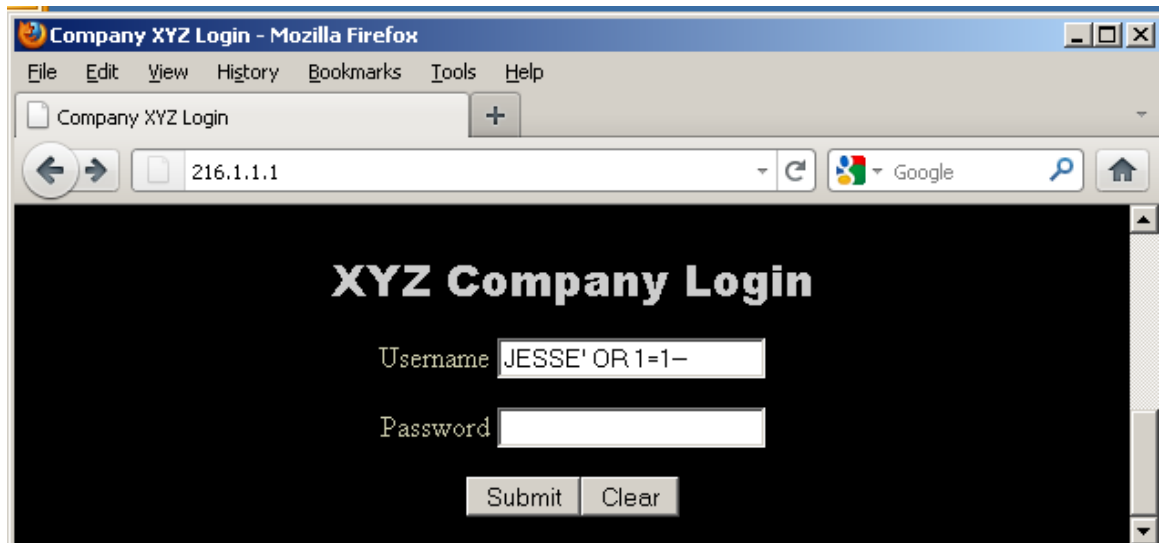 Company XYZ Login - Mozilla Firefox
File Edit View History Bookmarks Tools Help
Company XYZ Login +
216.1.1.1 Google
XYZ Company Login
Username JESSE' OR 1=1--
Password
Submit Clear